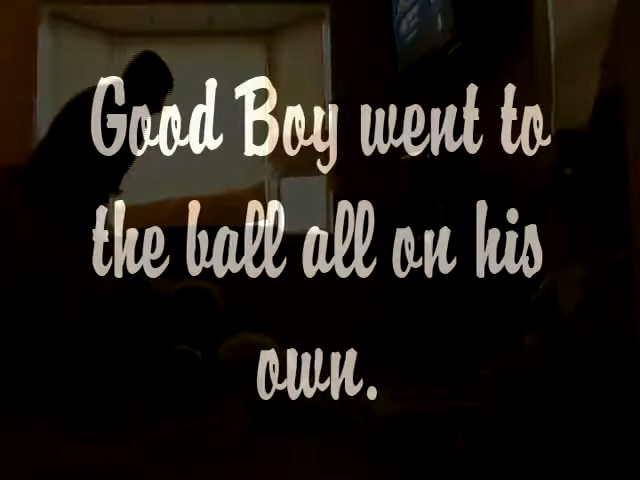 Good Boy went to
the ball all on his
own.